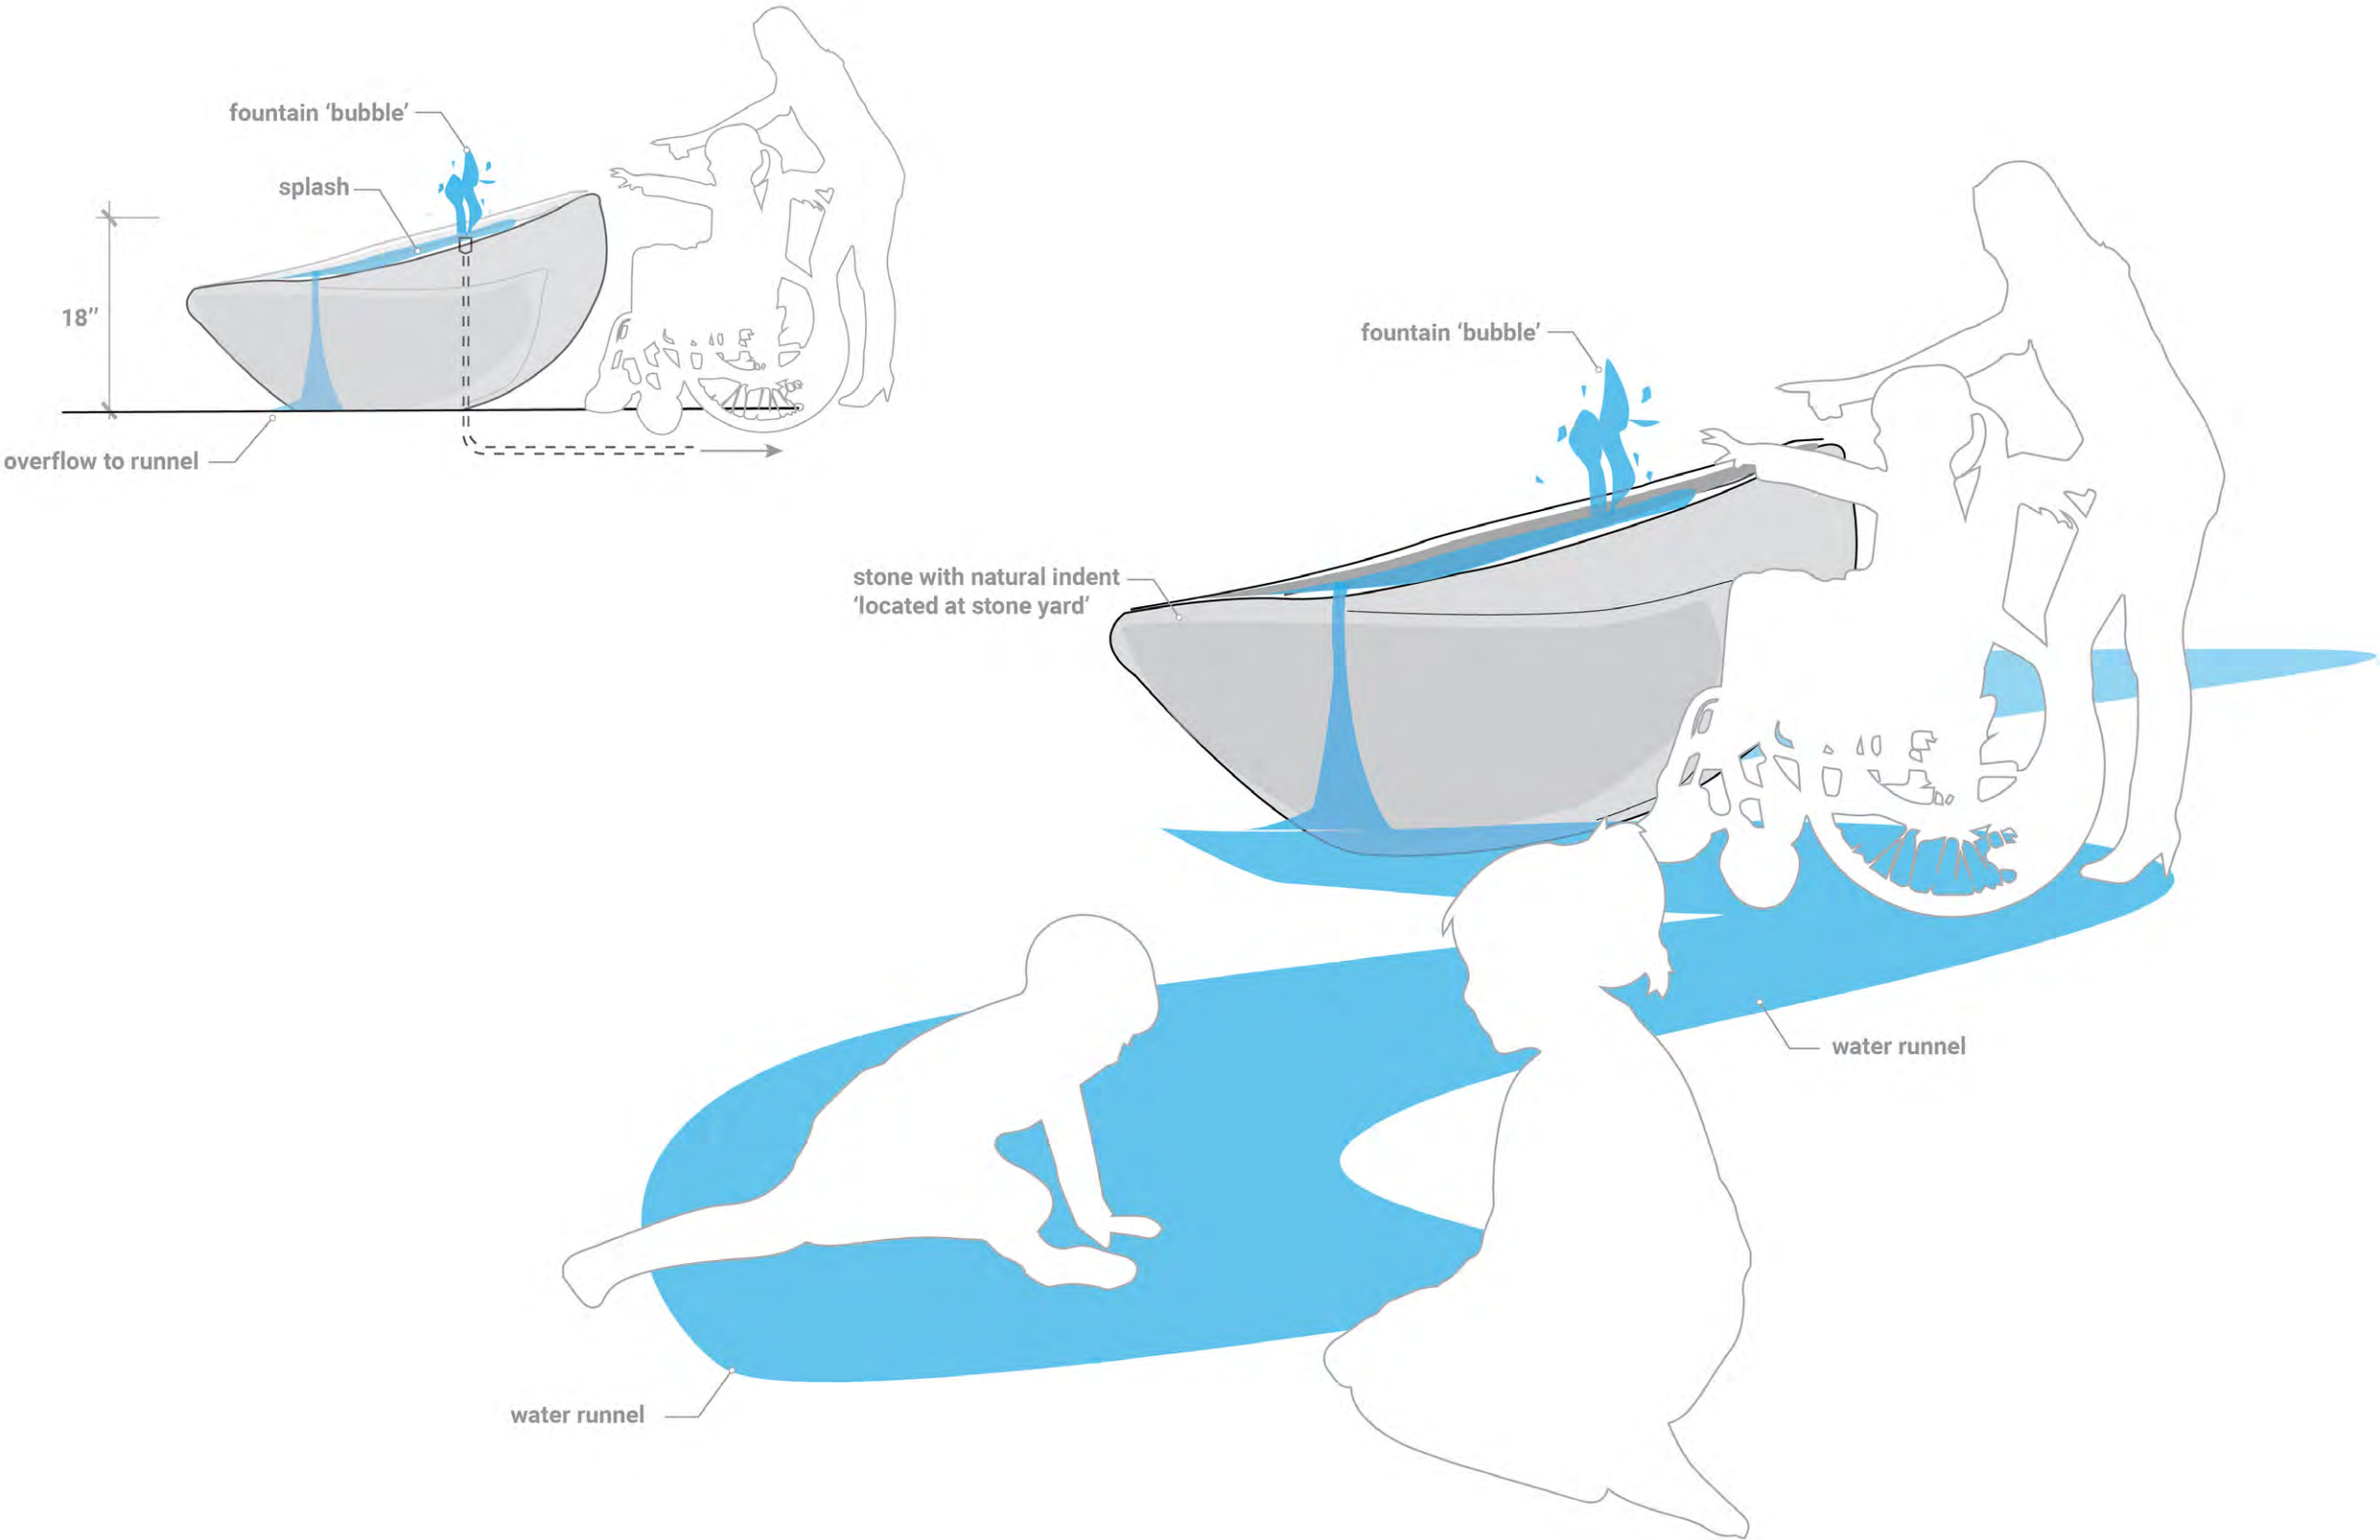 fountain ‘bubble’
splash
18”
overflow to runnel
fountain ‘bubble’
stone with natural indent
‘located at stone yard’
water runnel
water runnel